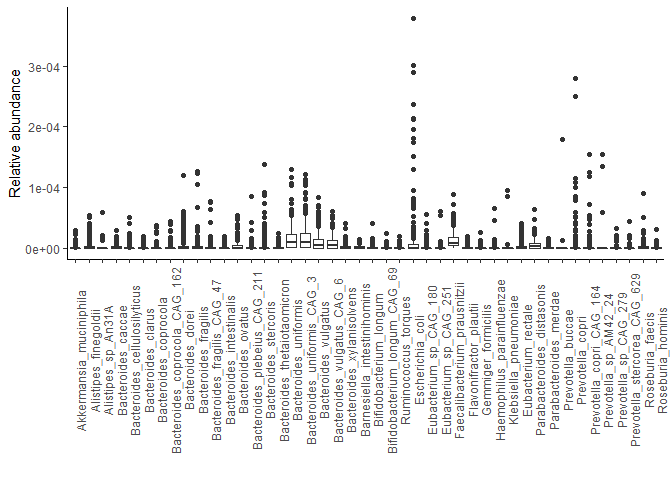 Relative abundance
3e-04
2e-04
1e-04
0e+00
Akkermansia_muciniphila
Alistipes_finegoldii
Alistipes_sp_An31A
Bacteroides_caccae
Bacteroides_cellulosilyticus
Bacteroides_clarus
Bacteroides_coprocola
Bacteroides_coprocola_CAG_162
Bacteroides_dorei
Bacteroides_fragilis
Bacteroides_fragilis_CAG_47
Bacteroides_intestinalis
Bacteroides_ovatus
Bacteroides_plebeius_CAG_211
Bacteroides_stercoris
Bacteroides_thetaiotaomicron
Bacteroides_uniformis
Bacteroides_uniformis_CAG_3
Bacteroides_vulgatus
Bacteroides_vulgatus_CAG_6
Bacteroides_xylanisolvens
Barnesiella_intestinihominis
Bifidobacterium_longum
Bifidobacterium_longum_CAG_69
Ruminococcus_torques
Escherichia_coli
Eubacterium_sp_CAG_180
Eubacterium_sp_CAG_251
Faecalibacterium_prausnitzii
Flavonifractor_plautii
Gemmiger_formicilis
Haemophilus_parainfluenzae
Klebsiella_pneumoniae
Eubacterium_rectale
Parabacteroides_distasonis
Parabacteroides_merdae
Prevotella_buccae
Prevotella_copri
Prevotella_copri_CAG_164
Prevotella_sp_AM42_24
Prevotella_sp_CAG_279
Prevotella_stercorea_CAG_629
Roseburia_faecis
Roseburia_hominis